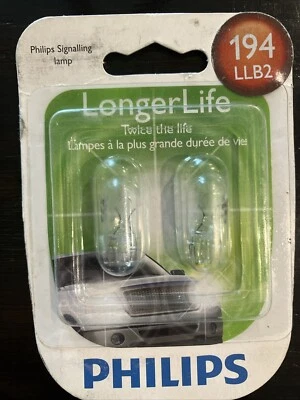 Philips Signalling
lamp
194
LLB2
LongerLife
Twice the life
Lampes à la plus grande durée de vie
PHILIPS